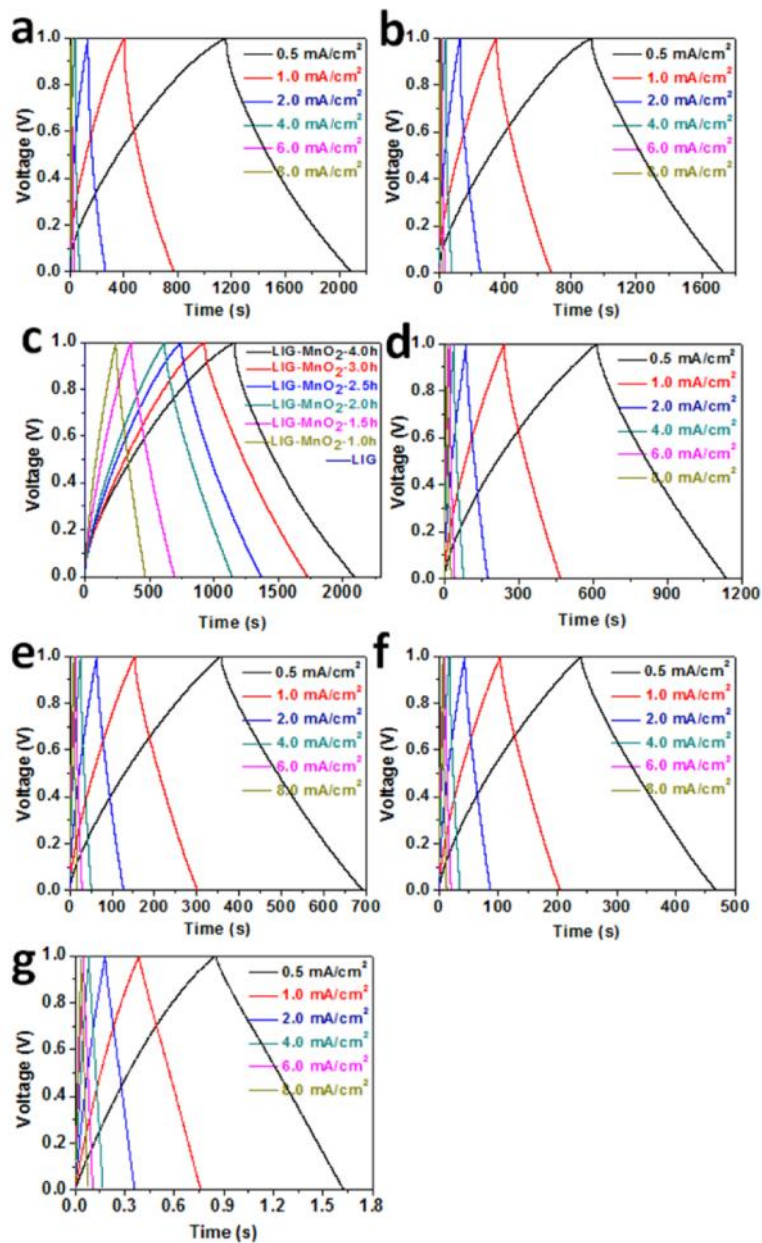 a
1.0
0.8
0.6
0.4
0.2
0.0
Voltage (V)
0.5 mA/cm²
1.0 mA/cm²
2.0 mA/cm²
4.0 mA/cm²
6.0 mA/cm²
8.0 mA/cm²
0 400 800 1200 1600 2000
Time (s)
b
1.0
0.8
0.6
0.4
0.2
0.0
Voltage (V)
0.5 mA/cm²
1.0 mA/cm²
2.0 mA/cm²
4.0 mA/cm²
6.0 mA/cm²
8.0 mA/cm²
0 400 800 1200 1600
Time (s)
c
1.0
0.8
0.6
0.4
0.2
0.0
Voltage (V)
LIG-MnO₂-4.0h
LIG-MnO₂-3.0h
LIG-MnO₂-2.5h
LIG-MnO₂-2.0h
LIG-MnO₂-1.5h
LIG-MnO₂-1.0h
LIG
0 500 1000 1500 2000
Time (s)
d
1.0
0.8
0.6
0.4
0.2
0.0
Voltage (V)
0.5 mA/cm²
1.0 mA/cm²
2.0 mA/cm²
4.0 mA/cm²
6.0 mA/cm²
8.0 mA/cm²
0 300 600 900 1200
Time (s)
e
1.0
0.8
0.6
0.4
0.2
0.0
Voltage (V)
0.5 mA/cm²
1.0 mA/cm²
2.0 mA/cm²
4.0 mA/cm²
6.0 mA/cm²
8.0 mA/cm²
0 100 200 300 400 500 600 700
Time (s)
f
1.0
0.8
0.6
0.4
0.2
0.0
Voltage (V)
0.5 mA/cm²
1.0 mA/cm²
2.0 mA/cm²
4.0 mA/cm²
6.0 mA/cm²
8.0 mA/cm²
0 100 200 300 400 500
Time (s)
g
1.0
0.8
0.6
0.4
0.2
0.0
Voltage (V)
0.5 mA/cm²
1.0 mA/cm²
2.0 mA/cm²
4.0 mA/cm²
6.0 mA/cm²
8.0 mA/cm²
0.0 0.3 0.6 0.9 1.2 1.5 1.8
Time (s)